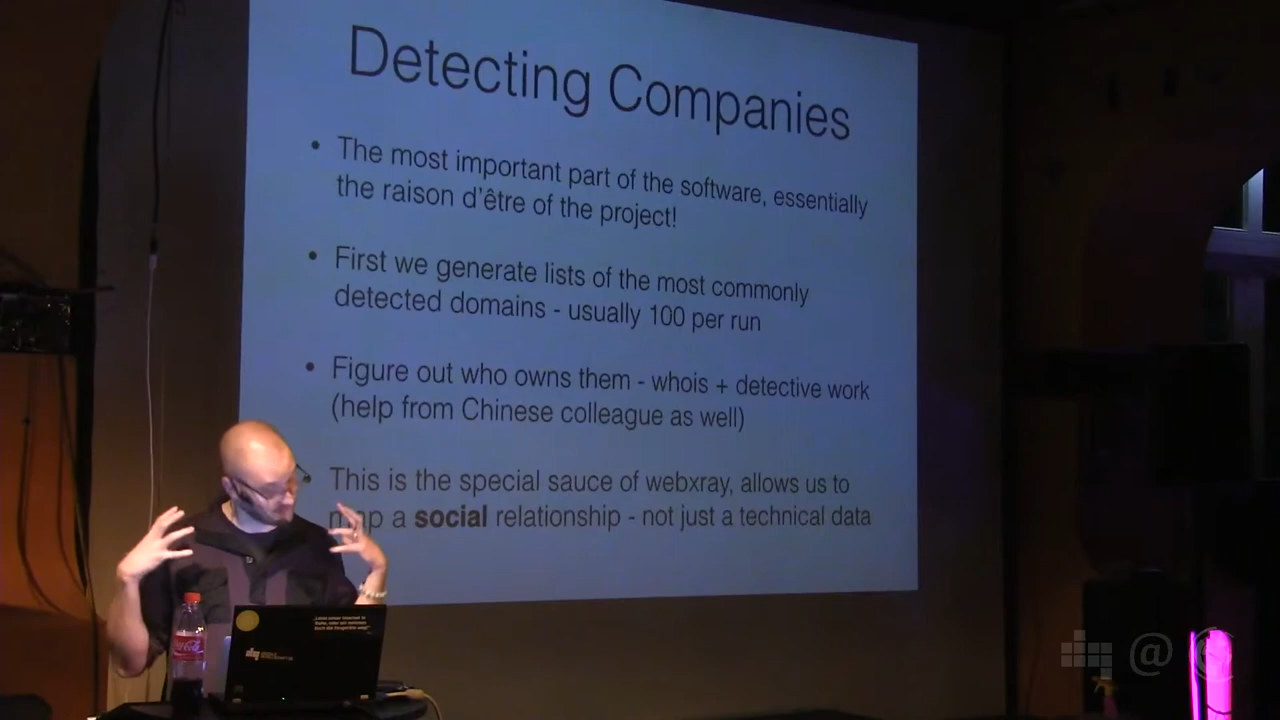 Detecting Companies
• The most important part of the software, essentially
the raison d'être of the project!
• First we generate lists of the most commonly
detected domains - usually 100 per run
• Figure out who owns them - whois + detective work
(help from Chinese colleague as well)
• This is the special sauce of webxray, allows us to
map a social relationship - not just a technical data
Coca-Cola
@